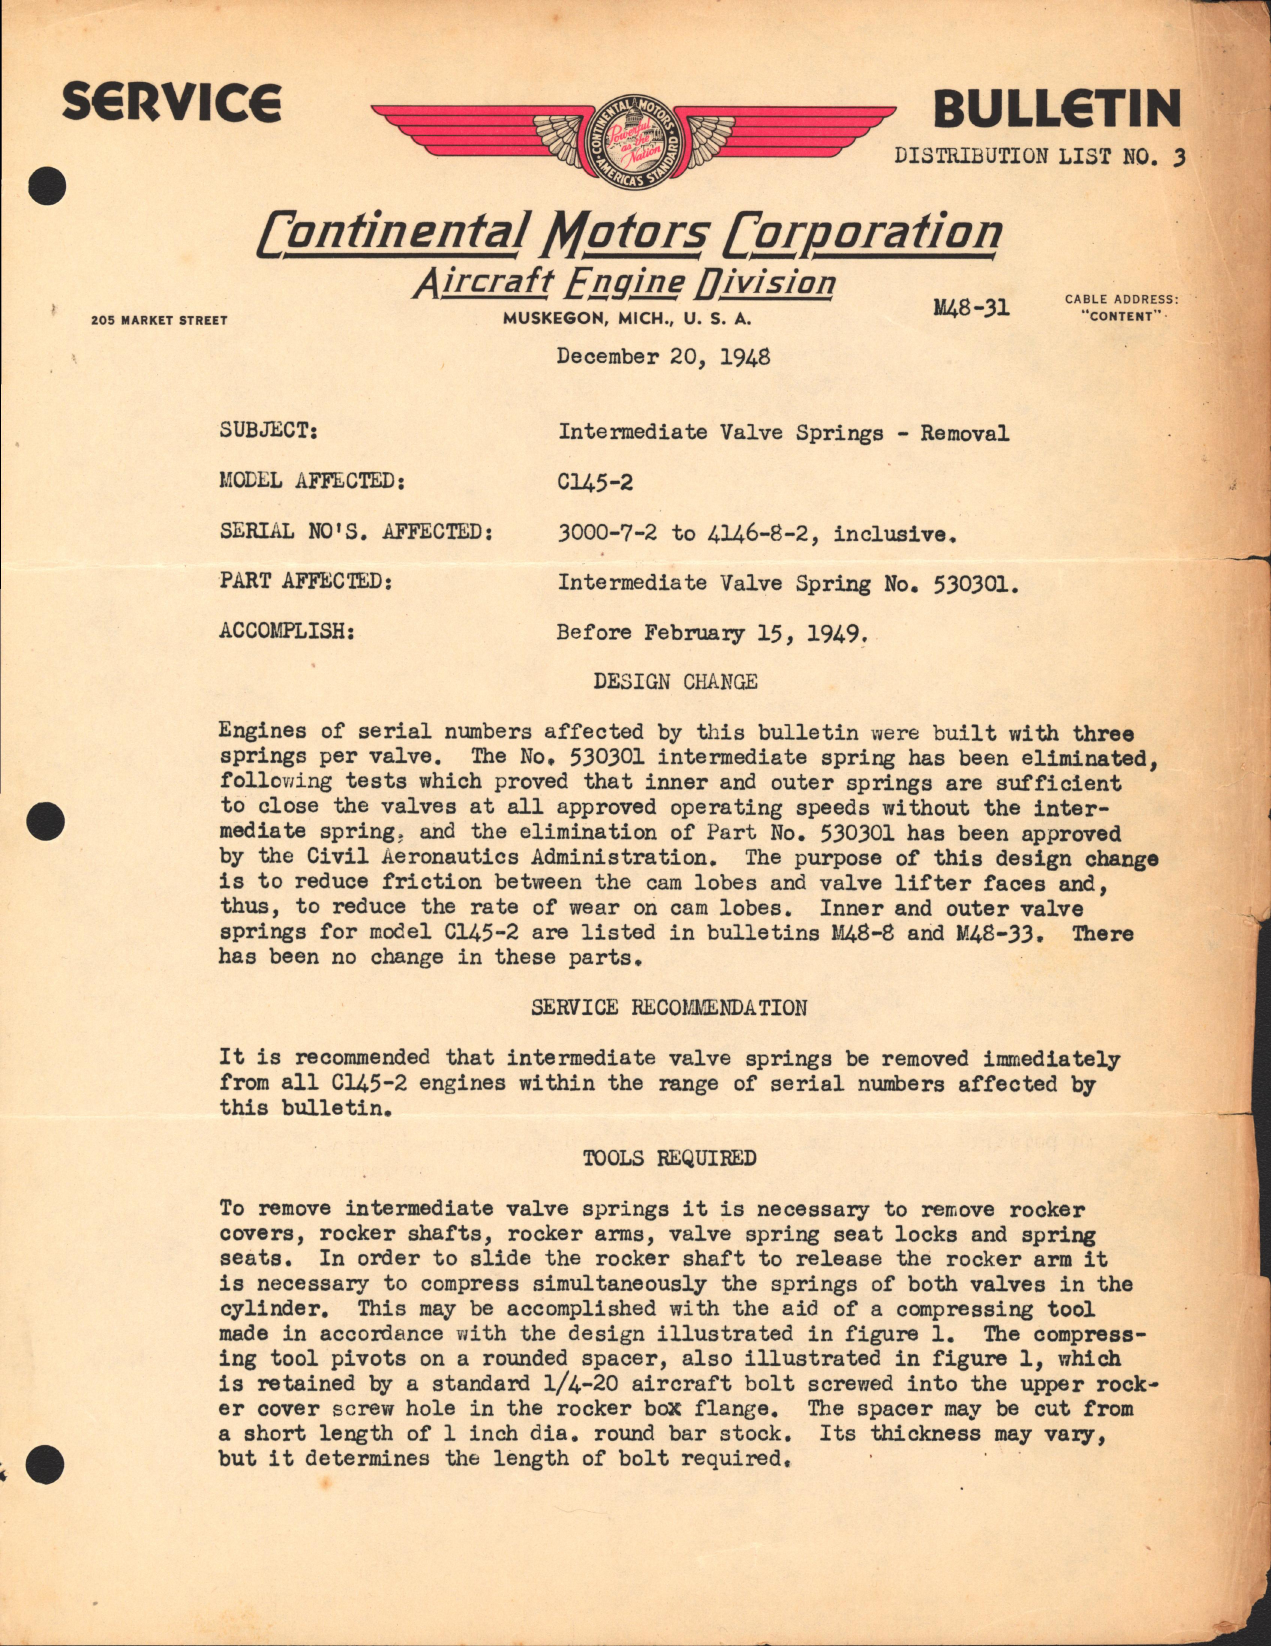 SERVICE
BULLETIN
DISTRIBUTION LIST NO. 3
CONTINENTAL MOTORS
Powerful as the Nation
AMERICA'S STANDARD
Continental Motors Corporation
Aircraft Engine Division
205 MARKET STREET
MUSKEGON, MICH., U. S. A.
M48-31
CABLE ADDRESS:
"CONTENT"
December 20, 1948
SUBJECT: Intermediate Valve Springs - Removal
MODEL AFFECTED: C145-2
SERIAL NO'S. AFFECTED: 3000-7-2 to 4146-8-2, inclusive.
PART AFFECTED: Intermediate Valve Spring No. 530301.
ACCOMPLISH: Before February 15, 1949.
DESIGN CHANGE
Engines of serial numbers affected by this bulletin were built with three
springs per valve. The No. 530301 intermediate spring has been eliminated,
following tests which proved that inner and outer springs are sufficient
to close the valves at all approved operating speeds without the inter-
mediate spring, and the elimination of Part No. 530301 has been approved
by the Civil Aeronautics Administration. The purpose of this design change
is to reduce friction between the cam lobes and valve lifter faces and,
thus, to reduce the rate of wear on cam lobes. Inner and outer valve
springs for model C145-2 are listed in bulletins M48-8 and M48-33. There
has been no change in these parts.
SERVICE RECOMMENDATION
It is recommended that intermediate valve springs be removed immediately
from all C145-2 engines within the range of serial numbers affected by
this bulletin.
TOOLS REQUIRED
To remove intermediate valve springs it is necessary to remove rocker
covers, rocker shafts, rocker arms, valve spring seat locks and spring
seats. In order to slide the rocker shaft to release the rocker arm it
is necessary to compress simultaneously the springs of both valves in the
cylinder. This may be accomplished with the aid of a compressing tool
made in accordance with the design illustrated in figure 1. The compress-
ing tool pivots on a rounded spacer, also illustrated in figure 1, which
is retained by a standard 1/4-20 aircraft bolt screwed into the upper rock-
er cover screw hole in the rocker box flange. The spacer may be cut from
a short length of 1 inch dia. round bar stock. Its thickness may vary,
but it determines the length of bolt required.